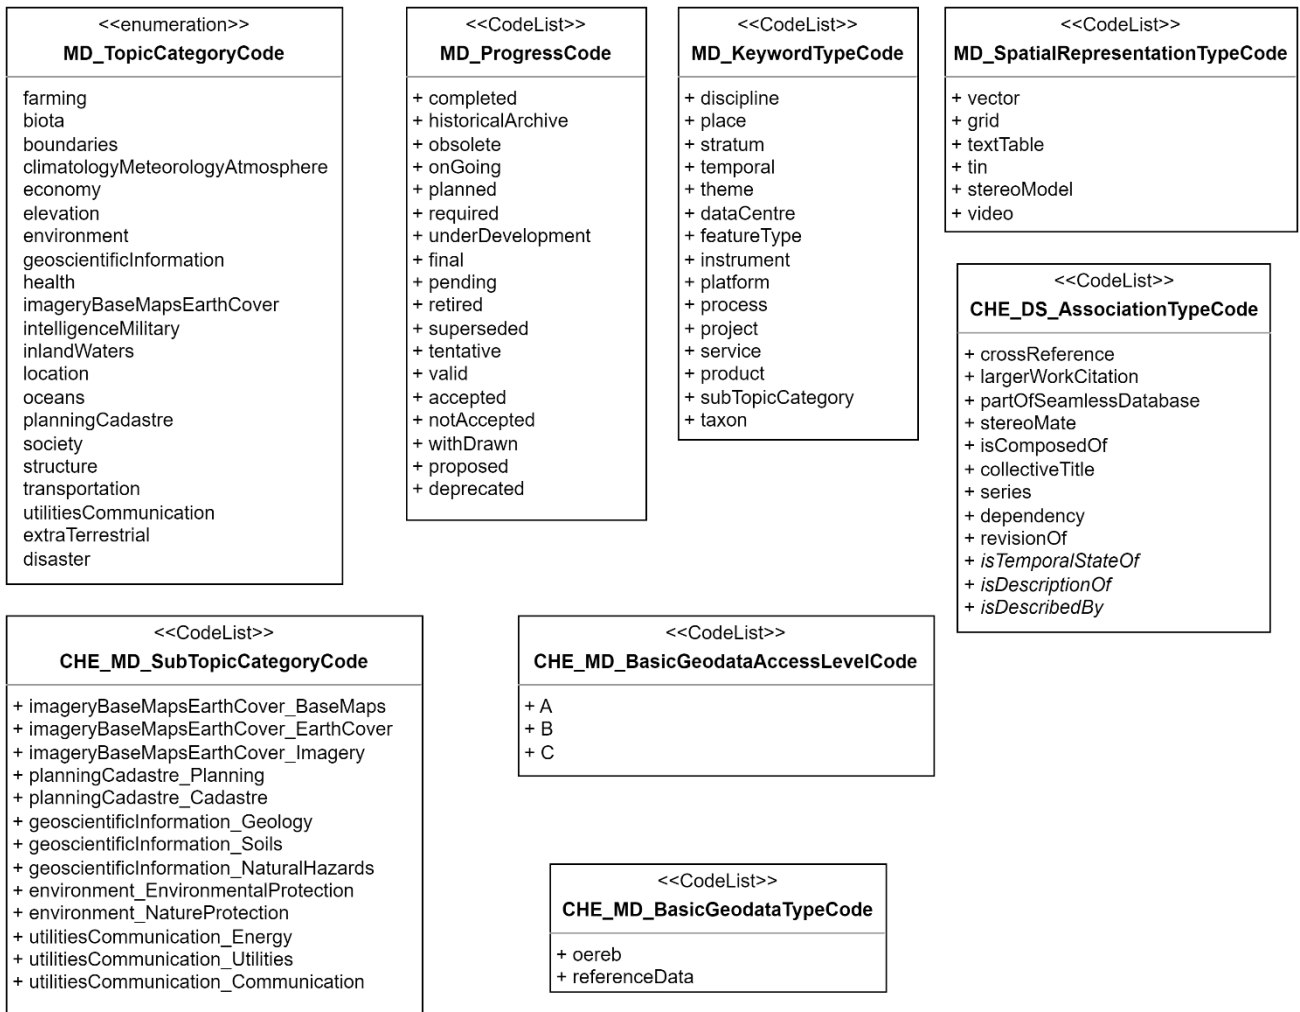 <<enumeration>>
MD_TopicCategoryCode
farming
biota
boundaries
climatologyMeteorologyAtmosphere
economy
elevation
environment
geoscientificInformation
health
imageryBaseMapsEarthCover
intelligenceMilitary
inlandWaters
location
oceans
planningCadastre
society
structure
transportation
utilitiesCommunication
extraTerrestrial
disaster
<<CodeList>>
MD_ProgressCode
+ completed
+ historicalArchive
+ obsolete
+ onGoing
+ planned
+ required
+ underDevelopment
+ final
+ pending
+ retired
+ superseded
+ tentative
+ valid
+ accepted
+ notAccepted
+ withDrawn
+ proposed
+ deprecated
<<CodeList>>
MD_KeywordTypeCode
+ discipline
+ place
+ stratum
+ temporal
+ theme
+ dataCentre
+ featureType
+ instrument
+ platform
+ process
+ project
+ service
+ product
+ subTopicCategory
+ taxon
<<CodeList>>
MD_SpatialRepresentationTypeCode
+ vector
+ grid
+ textTable
+ tin
+ stereoModel
+ video
<<CodeList>>
CHE_DS_AssociationTypeCode
+ crossReference
+ largerWorkCitation
+ partOfSeamlessDatabase
+ stereoMate
+ isComposedOf
+ collectiveTitle
+ series
+ dependency
+ revisionOf
+ isTemporalStateOf
+ isDescriptionOf
+ isDescribedBy
<<CodeList>>
CHE_MD_SubTopicCategoryCode
+ imageryBaseMapsEarthCover_BaseMaps
+ imageryBaseMapsEarthCover_EarthCover
+ imageryBaseMapsEarthCover_Imagery
+ planningCadastre_Planning
+ planningCadastre_Cadastre
+ geoscientificInformation_Geology
+ geoscientificInformation_Soils
+ geoscientificInformation_NaturalHazards
+ environment_EnvironmentalProtection
+ environment_NatureProtection
+ utilitiesCommunication_Energy
+ utilitiesCommunication_Utilities
+ utilitiesCommunication_Communication
<<CodeList>>
CHE_MD_BasicGeodataAccessLevelCode
+ A
+ B
+ C
<<CodeList>>
CHE_MD_BasicGeodataTypeCode
+ oereb
+ referenceData